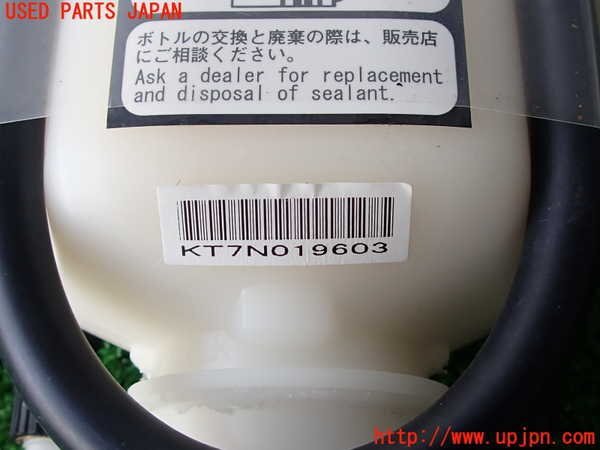 USED PARTS JAPAN
ボトルの交換と廃棄の際は、販売店
にご相談ください。
Ask a dealer for replacement
and disposal of sealant.
KT7N019603
http://www.upjpn.com/